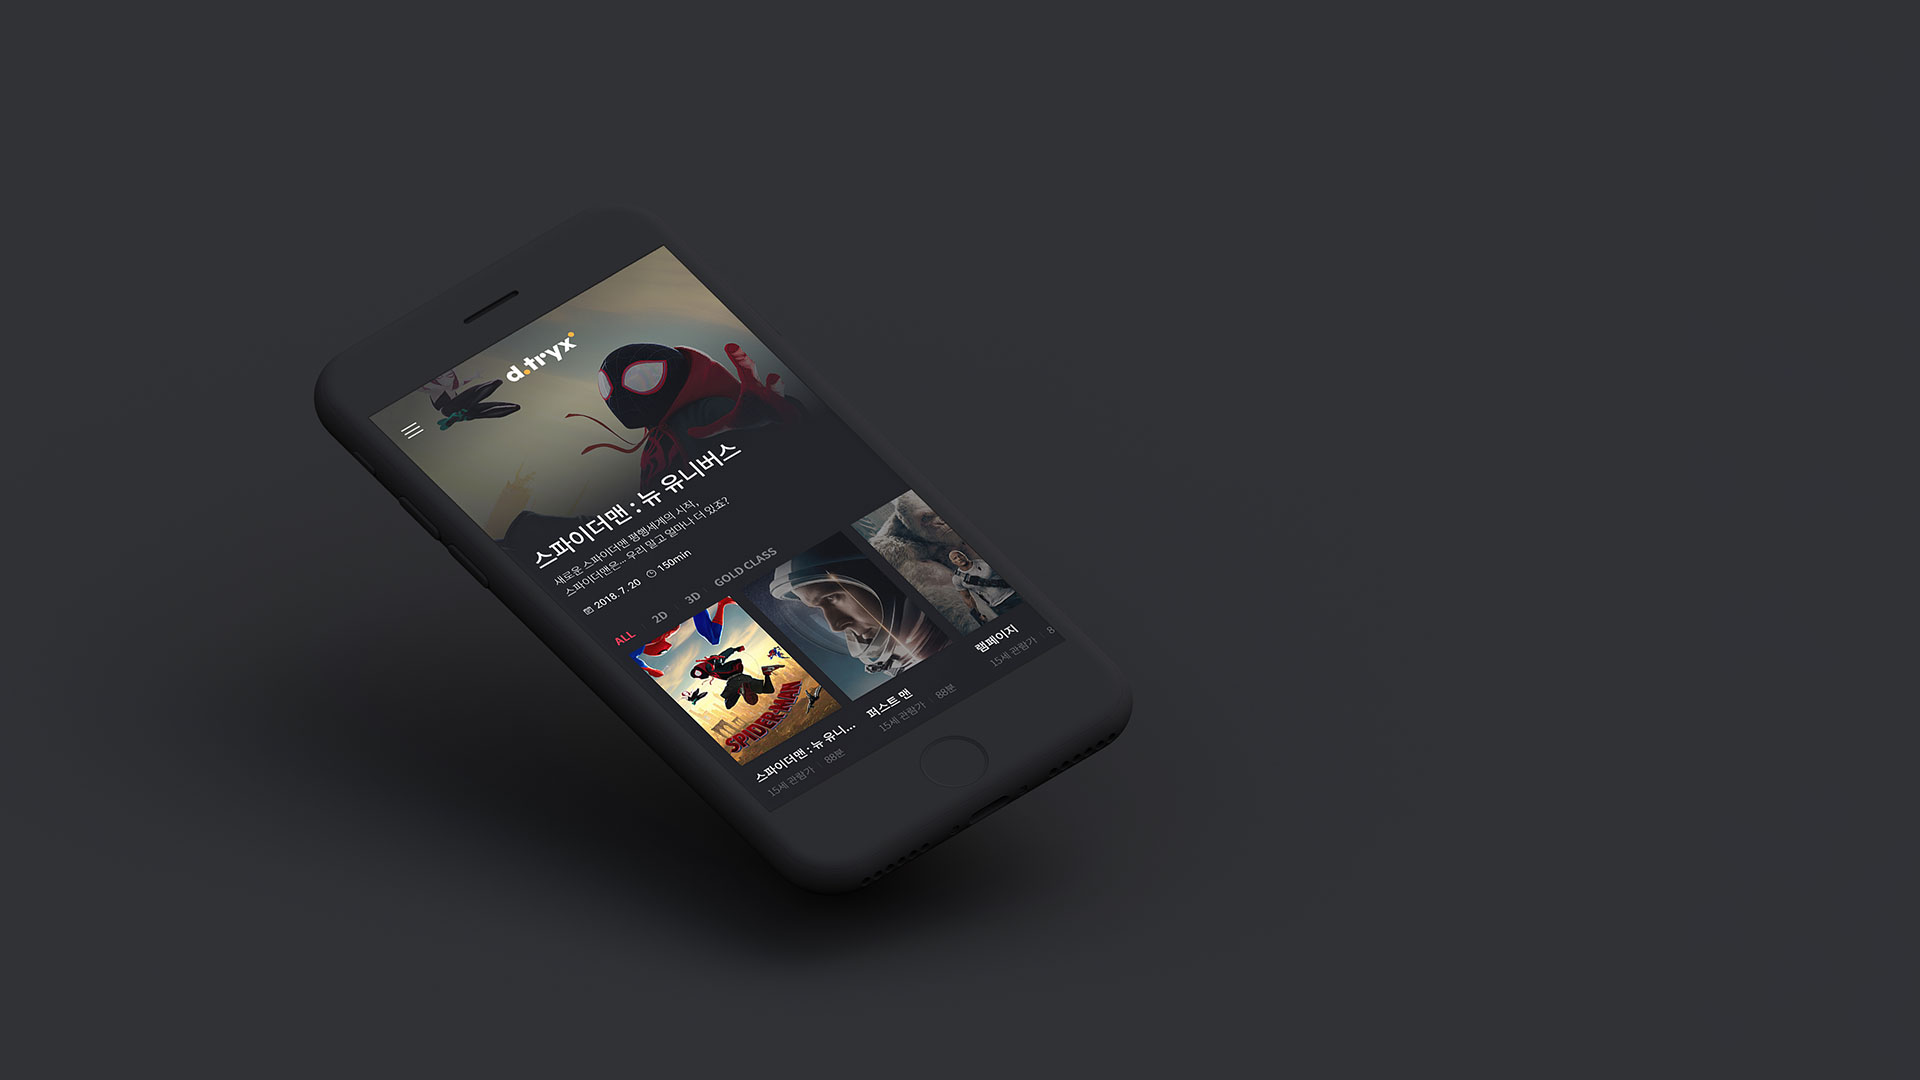 d.tryx
스파이더맨 : 뉴 유니버스
새로운 스파이더맨 평행세계의 시작,
스파이더맨은... 우리 말고 얼마나 더 있죠?
2018. 7. 20 150min
ALL 2D 3D GOLD CLASS
SPIDER-MAN
스파이더맨 : 뉴 유니...
15세 관람가 88분
퍼스트 맨
15세 관람가 88분
램페이지
15세 관람가 8